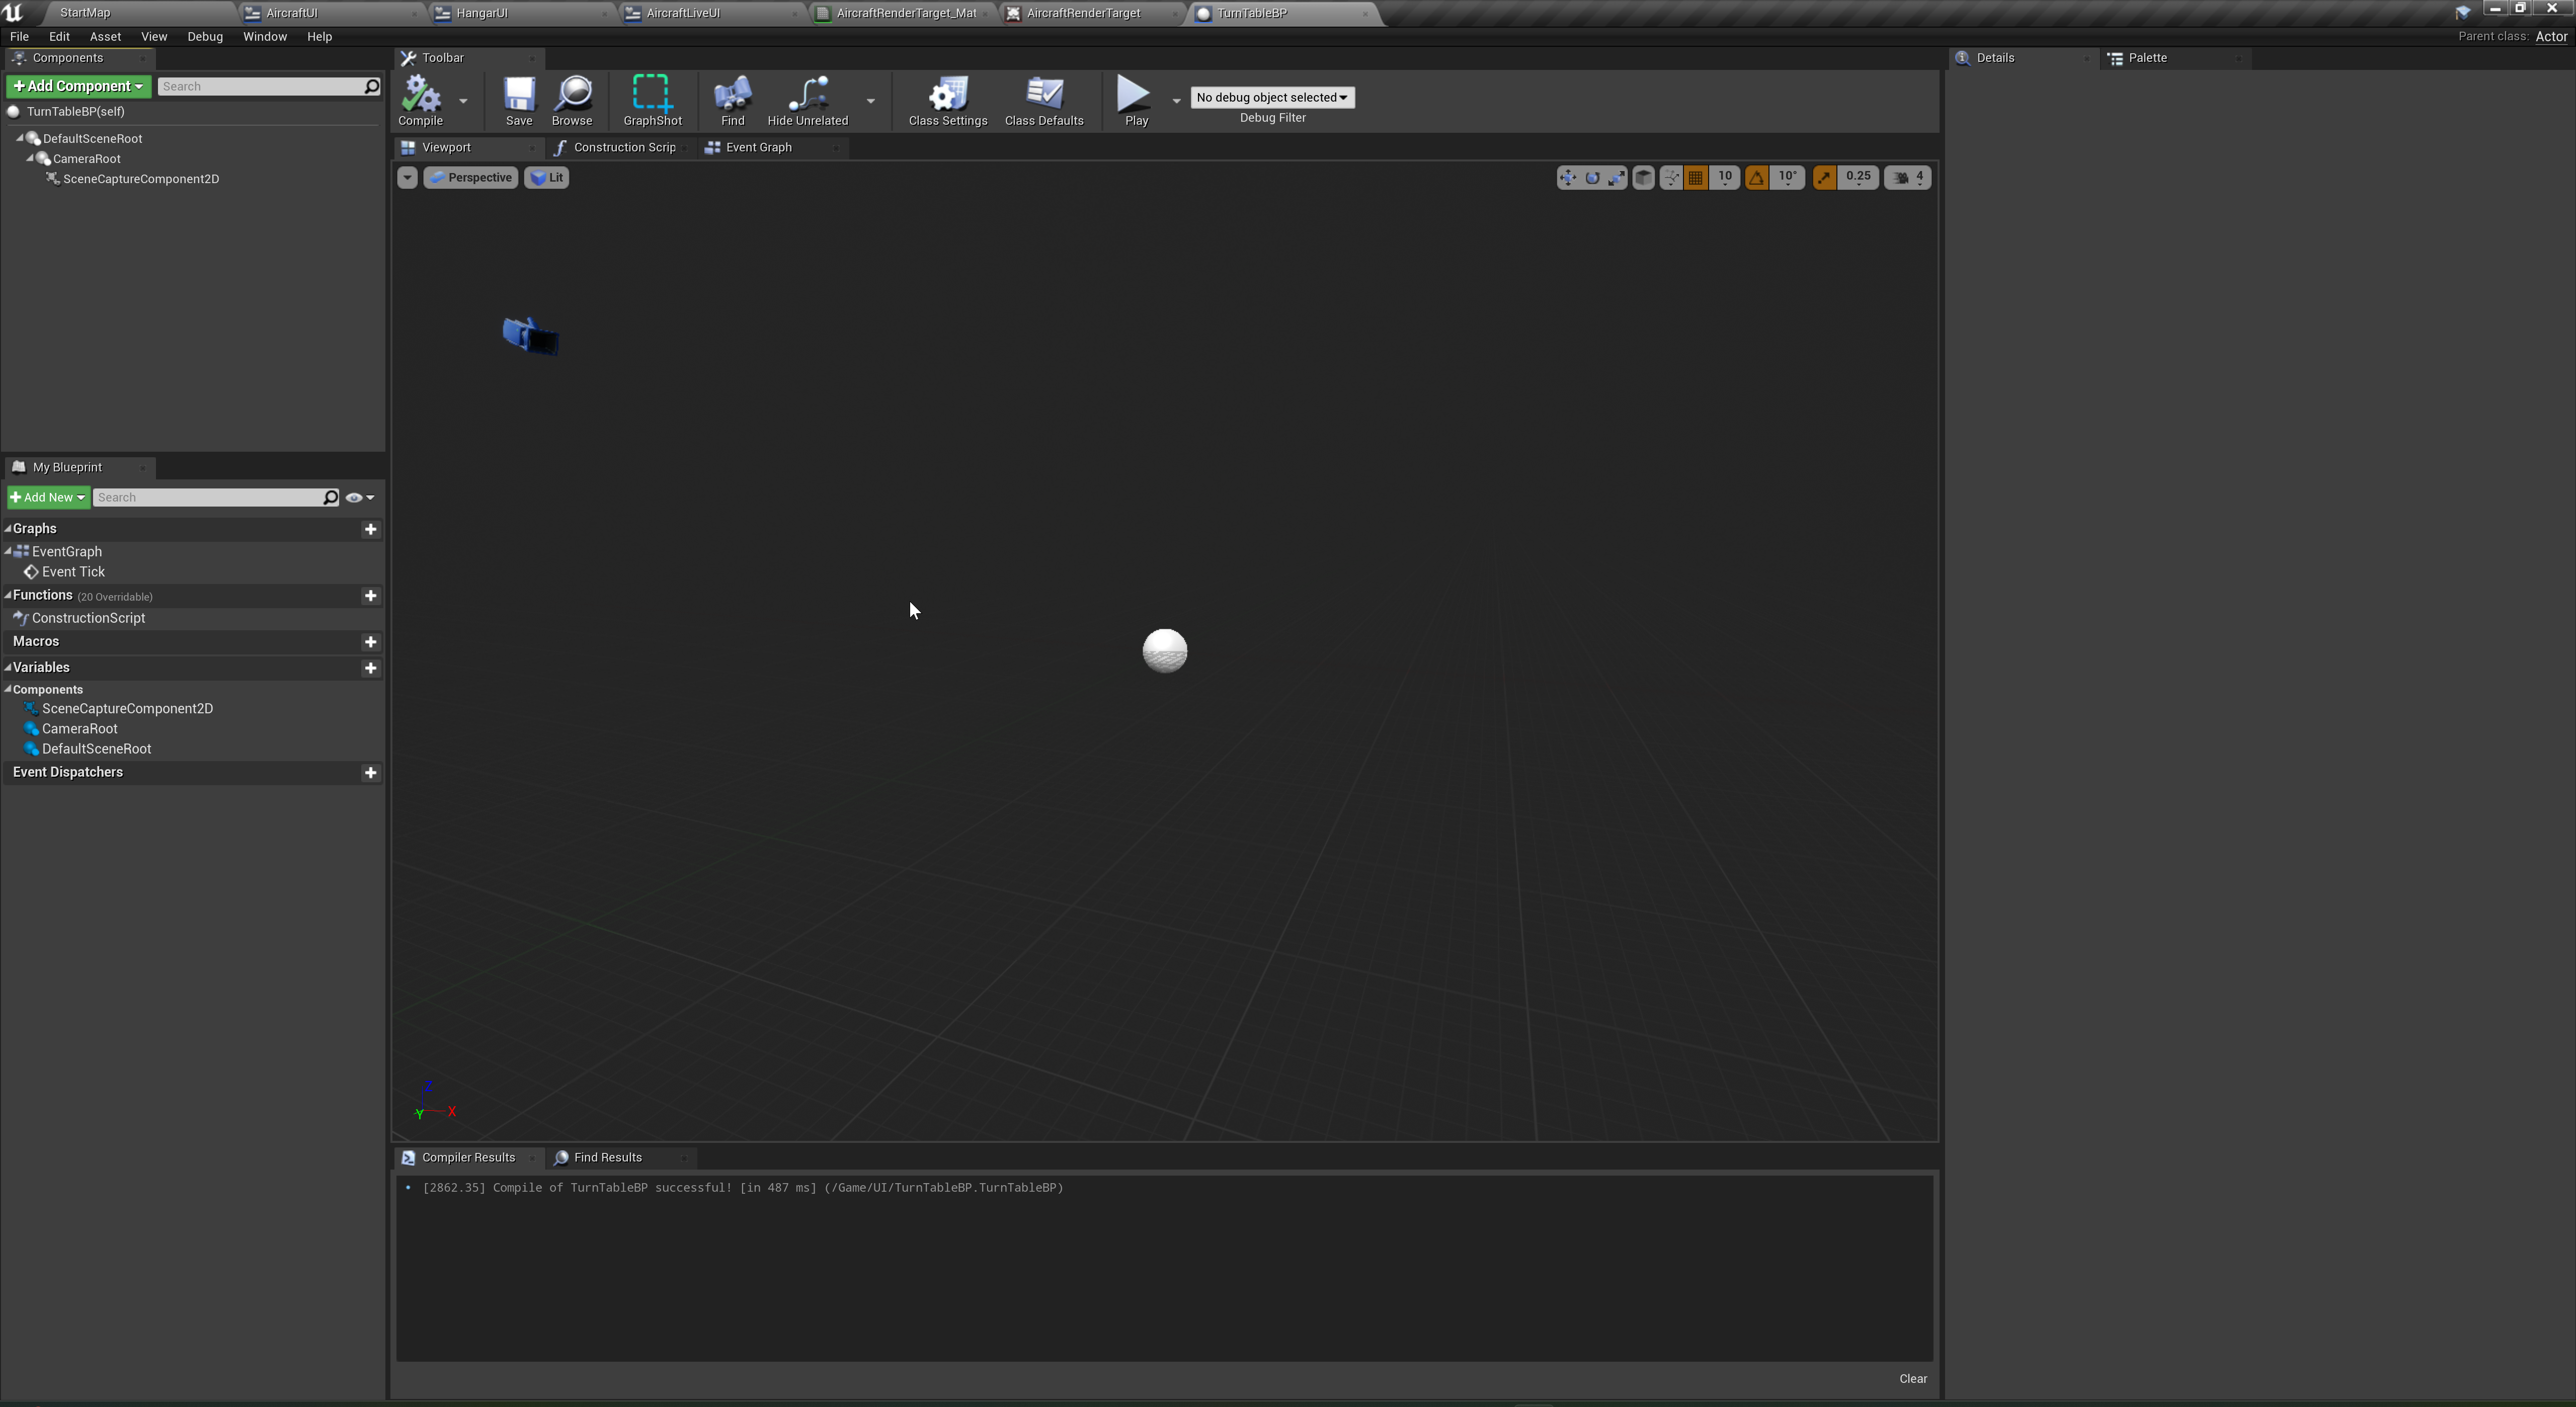 StartMap
AircraftUI
HangarUI
AircraftLiveUI
AircraftRenderTarget_Mat
AircraftRenderTarget
TurnTableBP
File Edit Asset View Debug Window Help
Parent class: Actor
Components
Add Component
Search
TurnTableBP(self)
DefaultSceneRoot
CameraRoot
SceneCaptureComponent2D
Toolbar
Compile
Save
Browse
GraphShot
Find
Hide Unrelated
Class Settings
Class Defaults
Play
No debug object selected
Debug Filter
Viewport
Construction Scrip
Event Graph
Perspective
Lit
10
10°
0.25
4
Z
Y
X
Details
Palette
My Blueprint
Add New
Search
Graphs
EventGraph
Event Tick
Functions (20 Overridable)
ConstructionScript
Macros
Variables
Components
SceneCaptureComponent2D
CameraRoot
DefaultSceneRoot
Event Dispatchers
Compiler Results
Find Results
[2862.35] Compile of TurnTableBP successful! [in 487 ms] (/Game/UI/TurnTableBP.TurnTableBP)
Clear